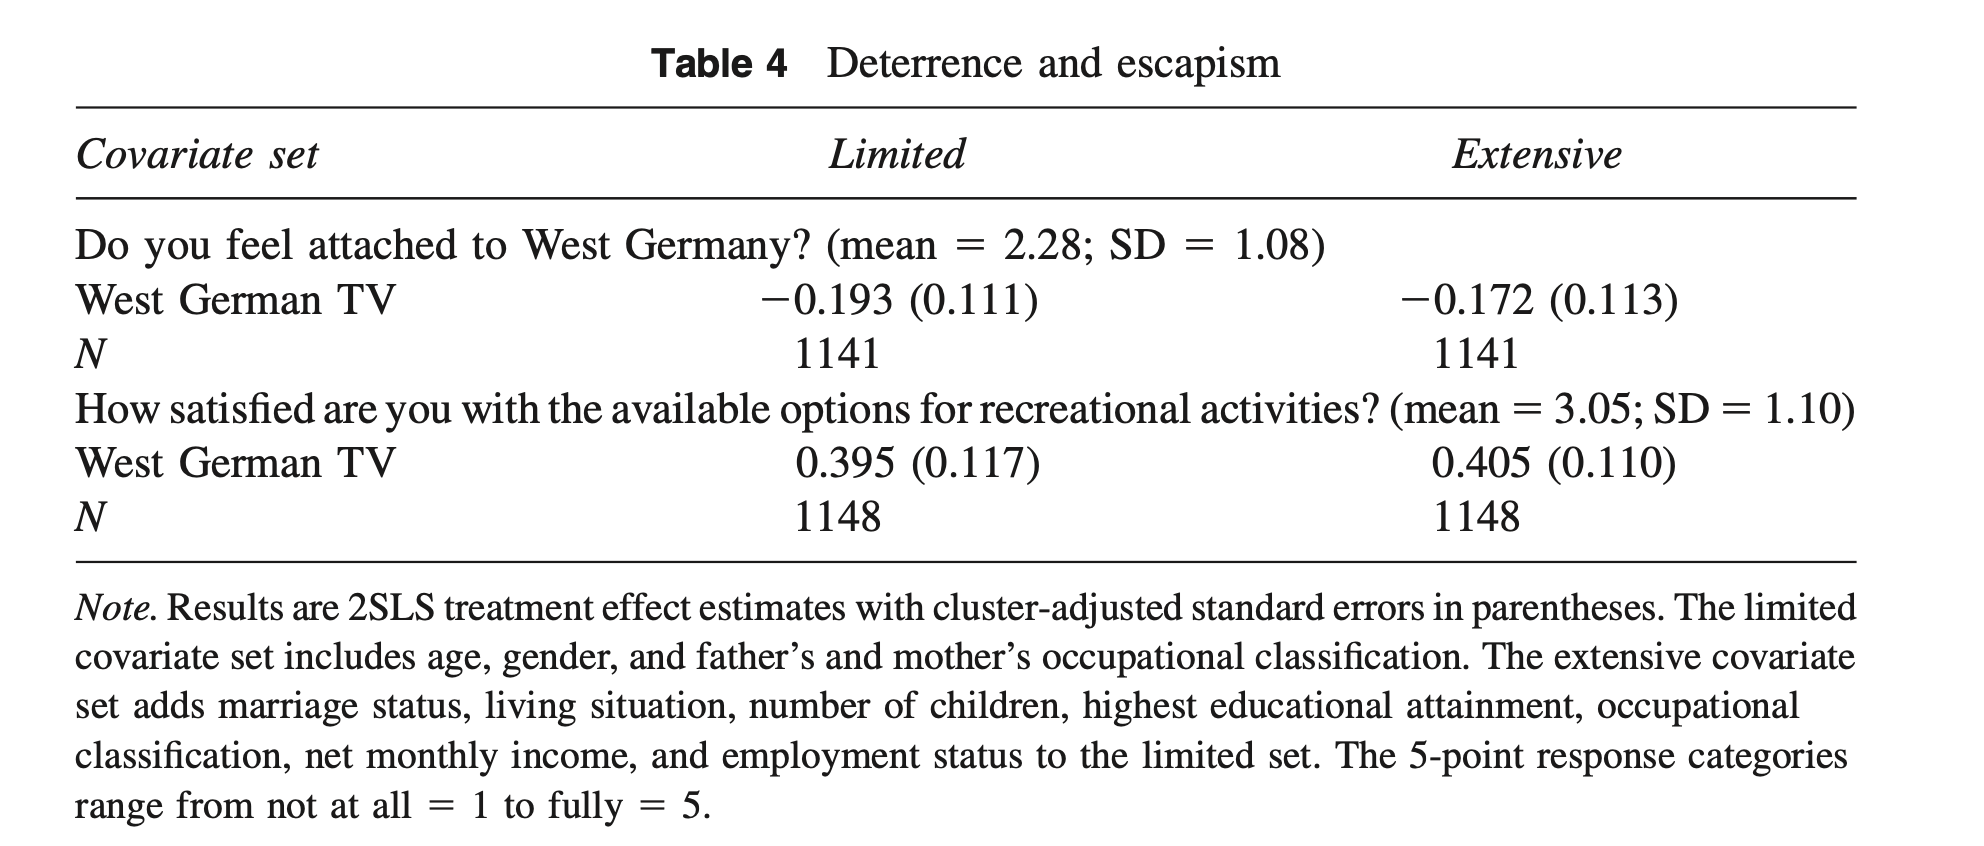 Table 4 Deterrence and escapism
Covariate set Limited Extensive
Do you feel attached to West Germany? (mean = 2.28; SD = 1.08)
West German TV −0.193 (0.111) −0.172 (0.113)
N 1141 1141
How satisfied are you with the available options for recreational activities? (mean = 3.05; SD = 1.10)
West German TV 0.395 (0.117) 0.405 (0.110)
N 1148 1148
Note. Results are 2SLS treatment effect estimates with cluster-adjusted standard errors in parentheses. The limited
covariate set includes age, gender, and father’s and mother’s occupational classification. The extensive covariate
set adds marriage status, living situation, number of children, highest educational attainment, occupational
classification, net monthly income, and employment status to the limited set. The 5-point response categories
range from not at all = 1 to fully = 5.